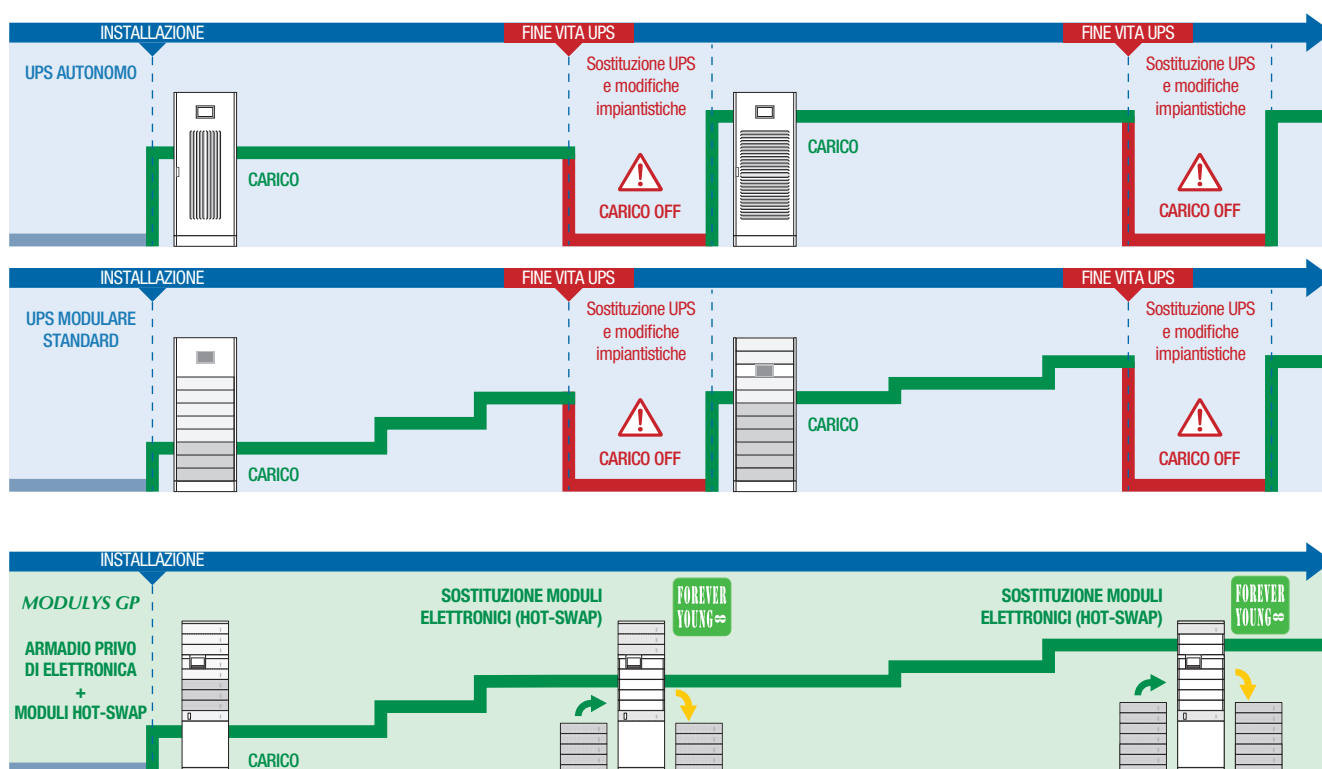 INSTALLAZIONE
FINE VITA UPS
FINE VITA UPS
UPS AUTONOMO
Sostituzione UPS
e modifiche
impiantistiche
Sostituzione UPS
e modifiche
impiantistiche
CARICO
CARICO
CARICO OFF
CARICO OFF
INSTALLAZIONE
FINE VITA UPS
FINE VITA UPS
UPS MODULARE
STANDARD
Sostituzione UPS
e modifiche
impiantistiche
Sostituzione UPS
e modifiche
impiantistiche
CARICO
CARICO
CARICO OFF
CARICO OFF
INSTALLAZIONE
MODULYS GP
ARMADIO PRIVO
DI ELETTRONICA
+
MODULI HOT-SWAP
SOSTITUZIONE MODULI
ELETTRONICI (HOT-SWAP)
FOREVER
YOUNG∞
SOSTITUZIONE MODULI
ELETTRONICI (HOT-SWAP)
FOREVER
YOUNG∞
CARICO